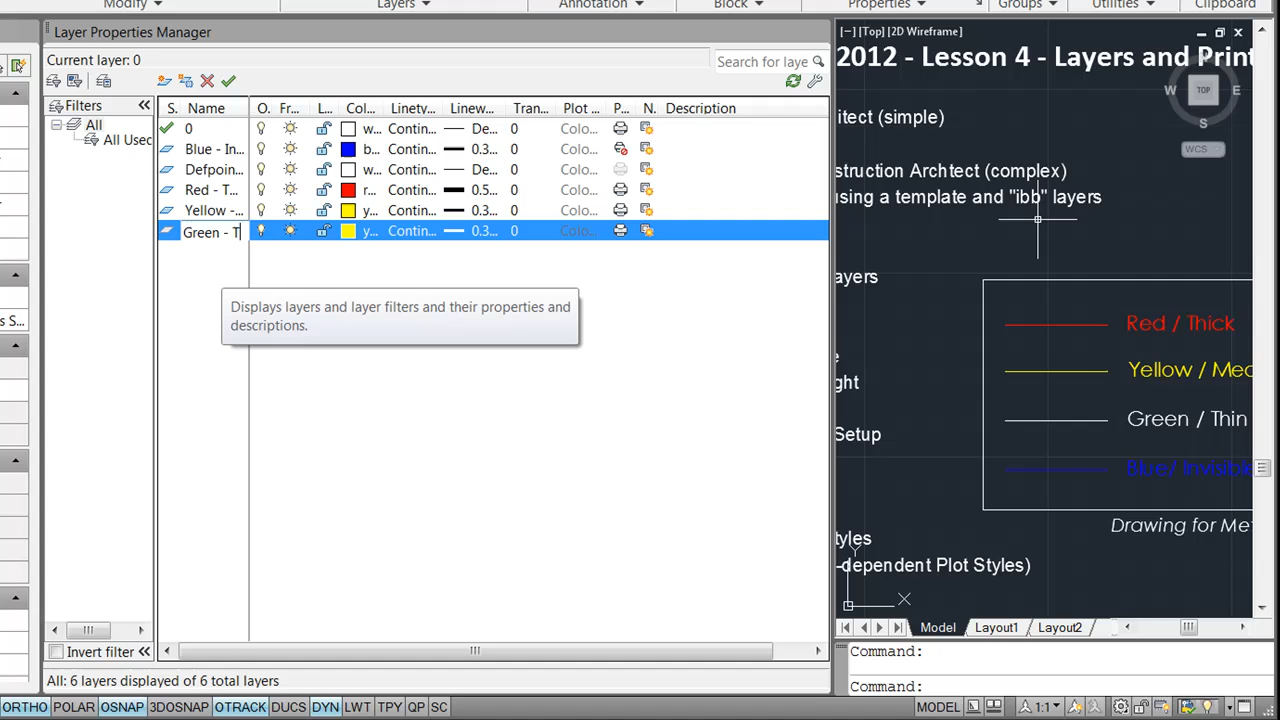 Modify Layers Annotation Block Properties Groups Utilities Clipboard
Layer Properties Manager
Current layer: 0
Search for laye
Filters
All
All Used
S. Name O. Fr... L... Col... Linety... Linew... Tran... Plot ... P... N. Description
0 w... Contin... De... 0 Colo...
Blue - In... b... Contin... 0.3... 0 Colo...
Defpoin... w... Contin... De... 0 Colo...
Red - T... r... Contin... 0.5... 0 Colo...
Yellow -... y... Contin... 0.3... 0 Colo...
Green - T y... Contin... 0.3... 0 Colo...
Displays layers and layer filters and their properties and
descriptions.
s S...
Invert filter
All: 6 layers displayed of 6 total layers
[−] [Top] [2D Wireframe]
2012 - Lesson 4 - Layers and Print
itect (simple)
struction Archtect (complex)
using a template and "ibb" layers
ayers
ght
Setup
tyles
-dependent Plot Styles)
TOP
W E
S
WCS
Red / Thick
Yellow / Med
Green / Thin
Blue/ Invisible
Drawing for Me
Y
X
Model Layout1 Layout2
Command:
Command:
ORTHO POLAR OSNAP 3DOSNAP OTRACK DUCS DYN LWT TPY QP SC MODEL 1:1